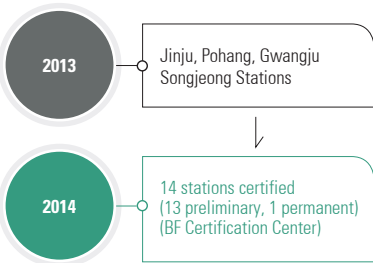 2013
Jinju, Pohang, Gwangju
Songjeong Stations
2014
14 stations certified
(13 preliminary, 1 permanent)
(BF Certification Center)